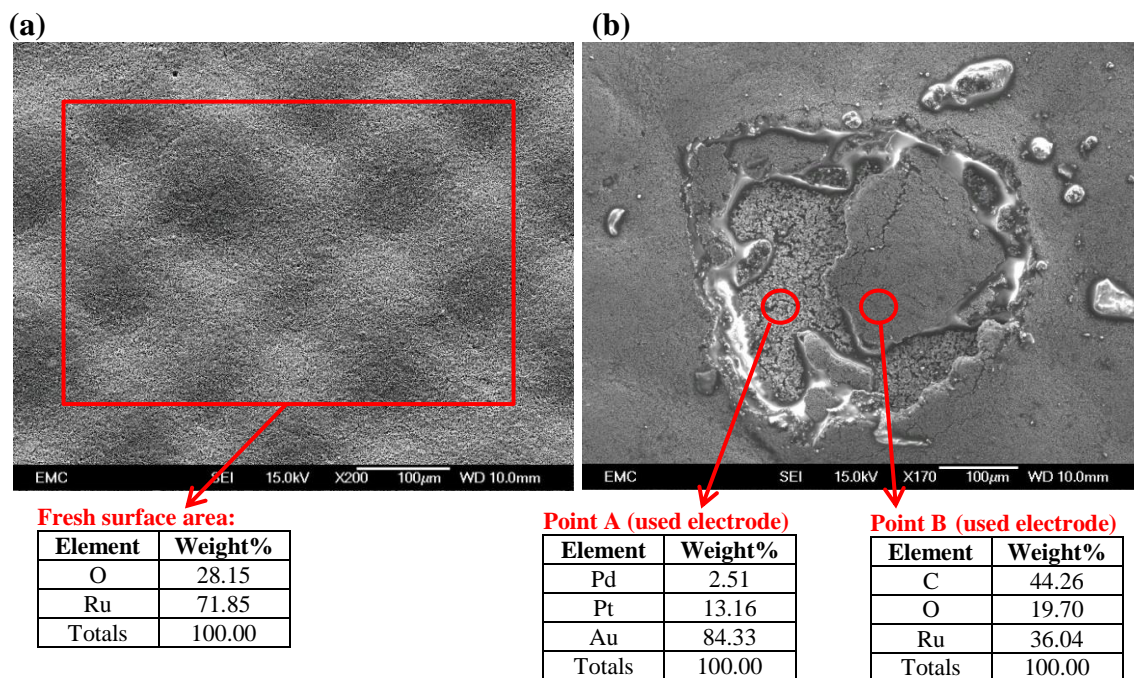 (a)
(b)
EMC SEI 15.0kV X200 100μm WD 10.0mm
EMC SEI 15.0kV X170 100μm WD 10.0mm
Fresh surface area:
Element Weight%
O 28.15
Ru 71.85
Totals 100.00
Point A (used electrode)
Element Weight%
Pd 2.51
Pt 13.16
Au 84.33
Totals 100.00
Point B (used electrode)
Element Weight%
C 44.26
O 19.70
Ru 36.04
Totals 100.00